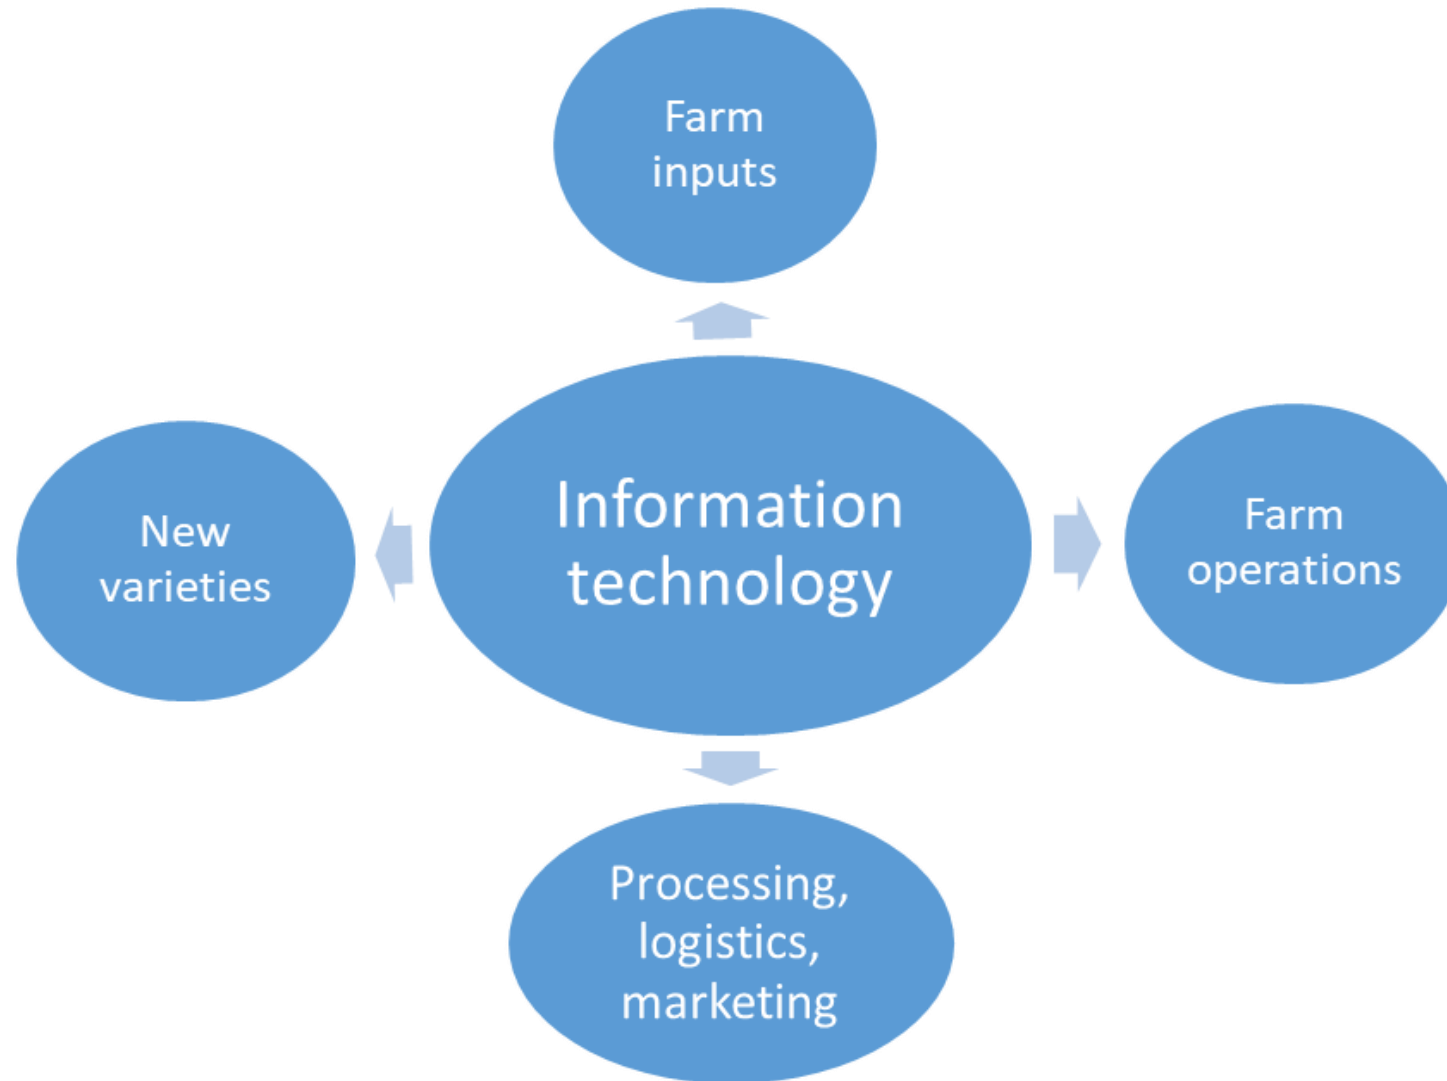 Farm
inputs
New
varieties
Information
technology
Farm
operations
Processing,
logistics,
marketing